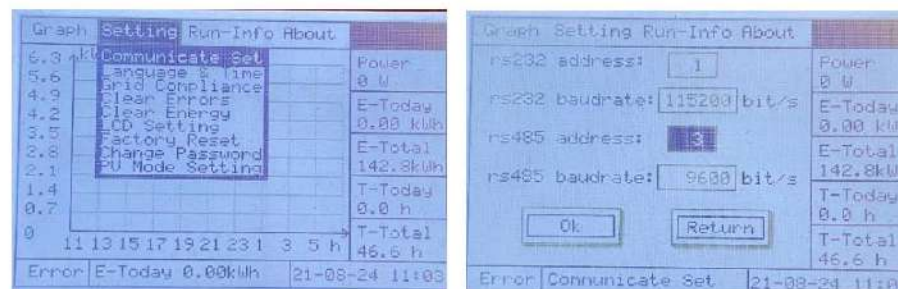 Graph Setting Run-Info About
Communicate Set
Language & Time
Grid Compliance
Clear Errors
Clear Energy
LCD Setting
Factory Reset
Change Password
PV Mode Setting
6.3 kW
5.6
4.9
4.2
3.5
2.8
2.1
1.4
0.7
0
11 13 15 17 19 21 23 1 3 5 h
Power
0 W
E-Today
0.00 kWh
E-Total
142.8kWh
T-Today
0.0 h
T-Total
46.6 h
Error E-Today 0.00kWh 21-08-24 11:03
Graph Setting Run-Info About
rs232 address: 1
rs232 baudrate: 115200 bit/s
rs485 address: 3
rs485 baudrate: 9600 bit/s
Ok Return
Power
0 W
E-Today
0.00 kW
E-Total
142.8kW
T-Today
0.0 h
T-Total
46.6 h
Error Communicate Set 21-08-24 11:0